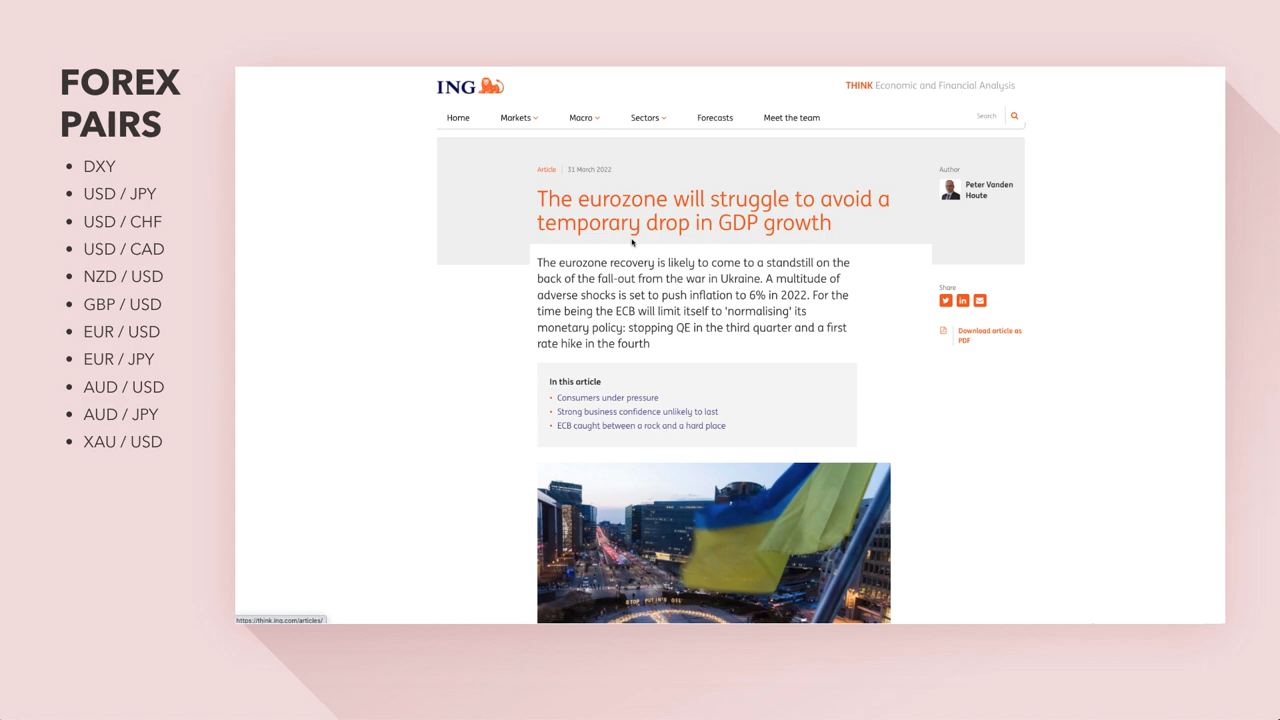 FOREX
PAIRS
• DXY
• USD / JPY
• USD / CHF
• USD / CAD
• NZD / USD
• GBP / USD
• EUR / USD
• EUR / JPY
• AUD / USD
• AUD / JPY
• XAU / USD
ING
THINK Economic and Financial Analysis
Home Markets Macro Sectors Forecasts Meet the team Search
Article 31 March 2022
The eurozone will struggle to avoid a
temporary drop in GDP growth
Author
Peter Vanden
Houte
The eurozone recovery is likely to come to a standstill on the
back of the fall-out from the war in Ukraine. A multitude of
adverse shocks is set to push inflation to 6% in 2022. For the
time being the ECB will limit itself to 'normalising' its
monetary policy: stopping QE in the third quarter and a first
rate hike in the fourth
Share
Download article as
PDF
In this article
• Consumers under pressure
• Strong business confidence unlikely to last
• ECB caught between a rock and a hard place
STOP PUTIN'S OIL
https://think.ing.com/articles/